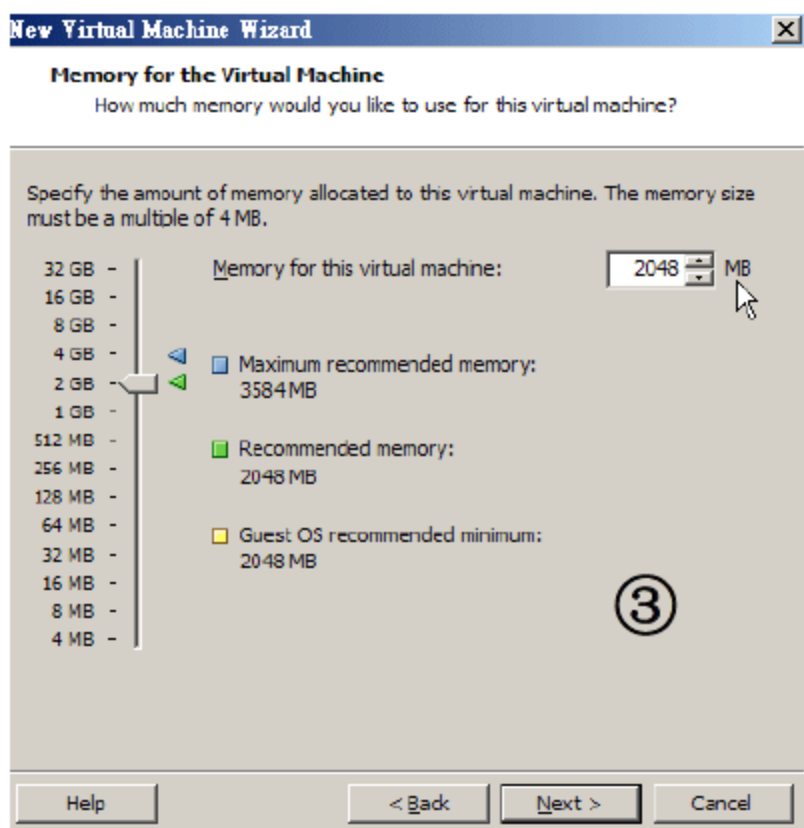 New Virtual Machine Wizard
Memory for the Virtual Machine
How much memory would you like to use for this virtual machine?
Specify the amount of memory allocated to this virtual machine. The memory size
must be a multiple of 4 MB.
Memory for this virtual machine: 2048 MB
32 GB
16 GB
8 GB
4 GB
2 GB
1 GB
512 MB
256 MB
128 MB
64 MB
32 MB
16 MB
8 MB
4 MB
Maximum recommended memory:
3584 MB
Recommended memory:
2048 MB
Guest OS recommended minimum:
2048 MB
③
Help
< Back
Next >
Cancel